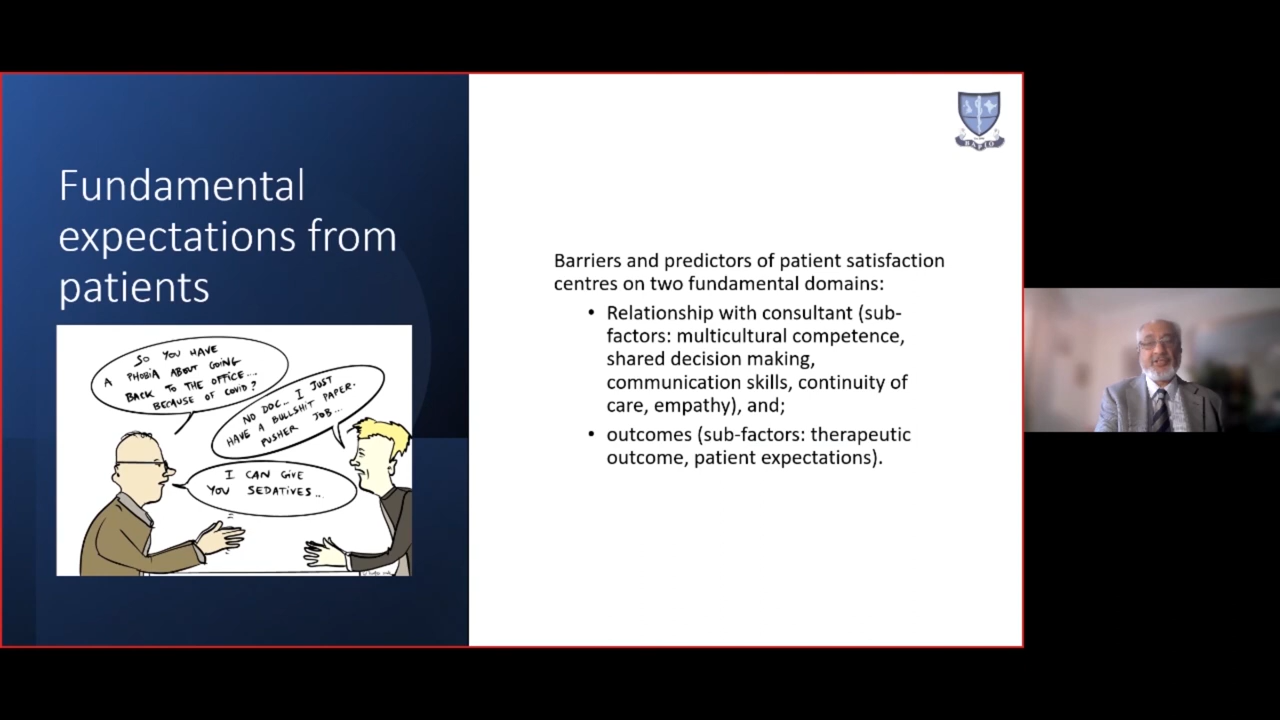 Fundamental
expectations from
patients
SO YOU HAVE
A PHOBIA ABOUT GOING
BACK TO THE OFFICE....
BECAUSE OF COVID?
NO DOC... I JUST
HAVE A BULLSHIT PAPER-
PUSHER JOB...
I CAN GIVE
YOU SEDATIVES...
BAPIO
Barriers and predictors of patient satisfaction
centres on two fundamental domains:
• Relationship with consultant (sub-
factors: multicultural competence,
shared decision making,
communication skills, continuity of
care, empathy), and;
• outcomes (sub-factors: therapeutic
outcome, patient expectations).